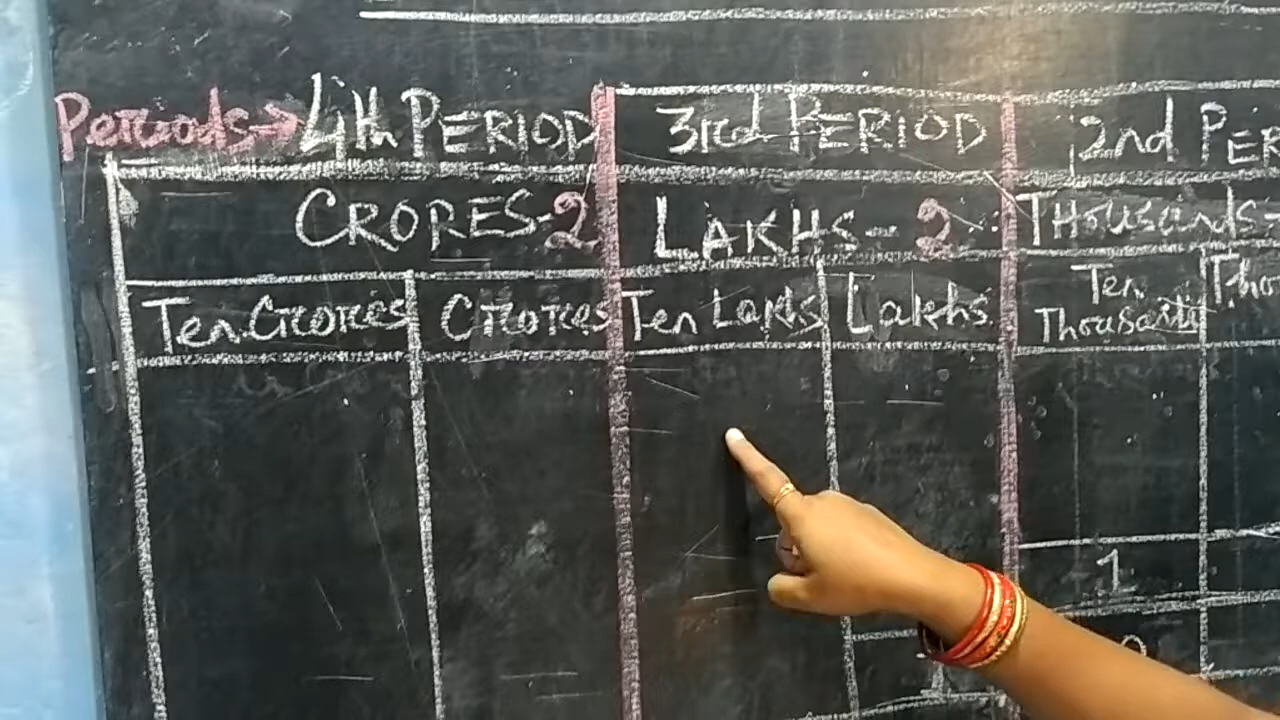 Periods → 4th PERIOD 3rd PERIOD 2nd PER
CRORES-2 LAKHS-2 THousands-
Ten Crores Crores Ten Lakhs Lakhs Ten Thousands Tho
1